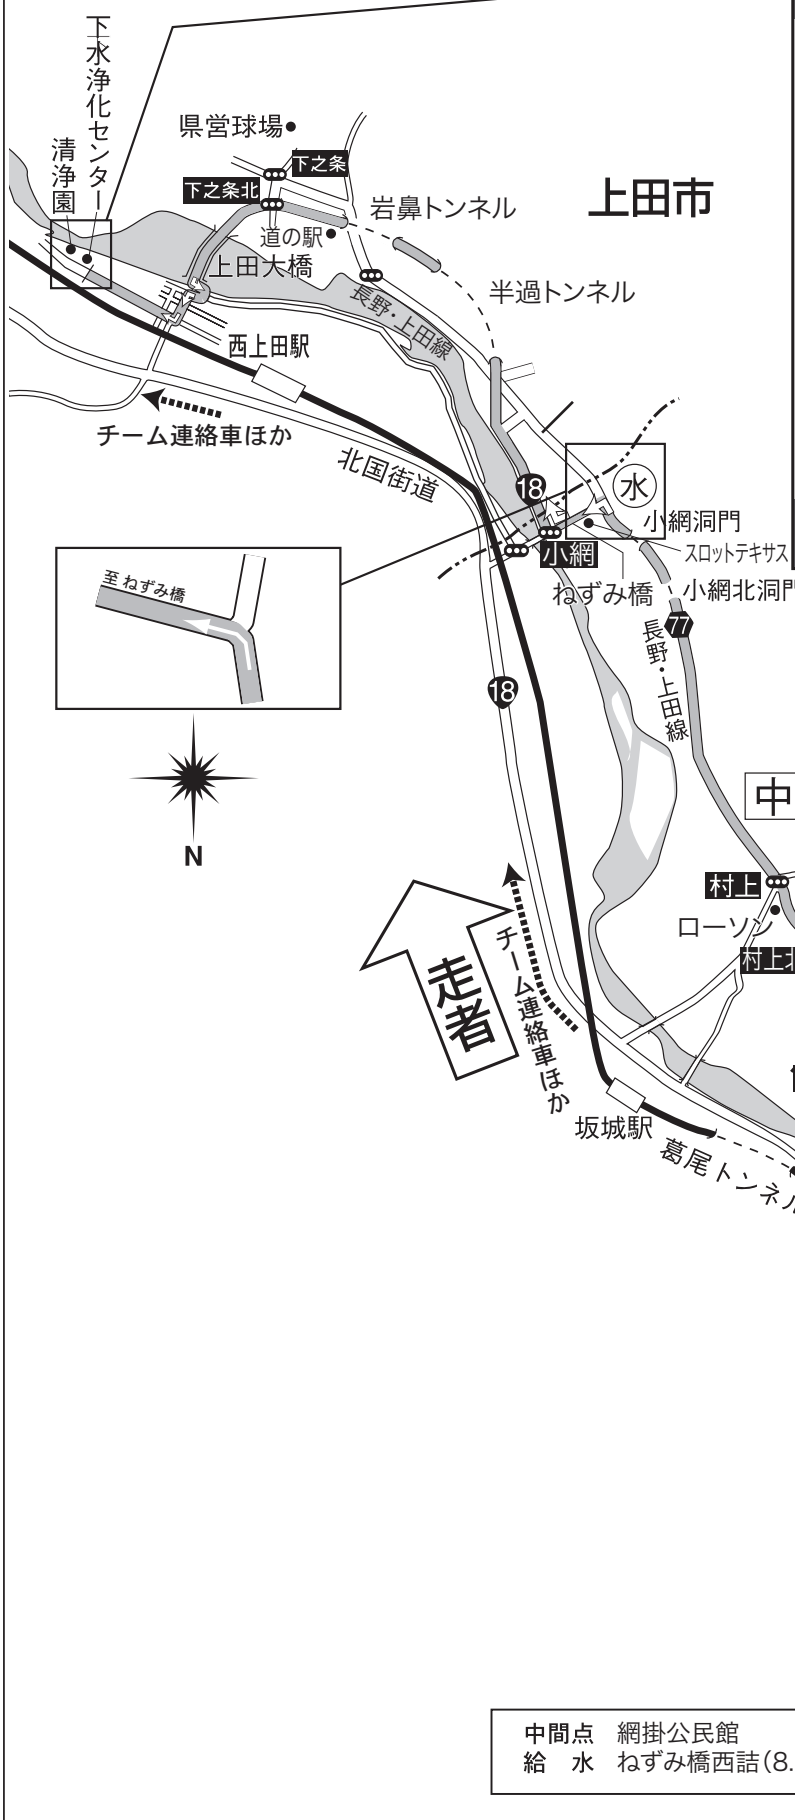 下水浄化センター
清浄園
県営球場
下之条
下之条北
道の駅
岩鼻トンネル
上田市
上田大橋
半過トンネル
長野・上田線
西上田駅
チーム連絡車ほか
北国街道
18
水
小網洞門
小網
スロットテキサス
ねずみ橋
小網北洞門
至 ねずみ橋
77
長野・上田線
18
N
中
村上
ローソン
村上北
走者
チーム連絡車ほか
坂城駅
葛尾トンネル
中間点 網掛公民館
給 水 ねずみ橋西詰(8.